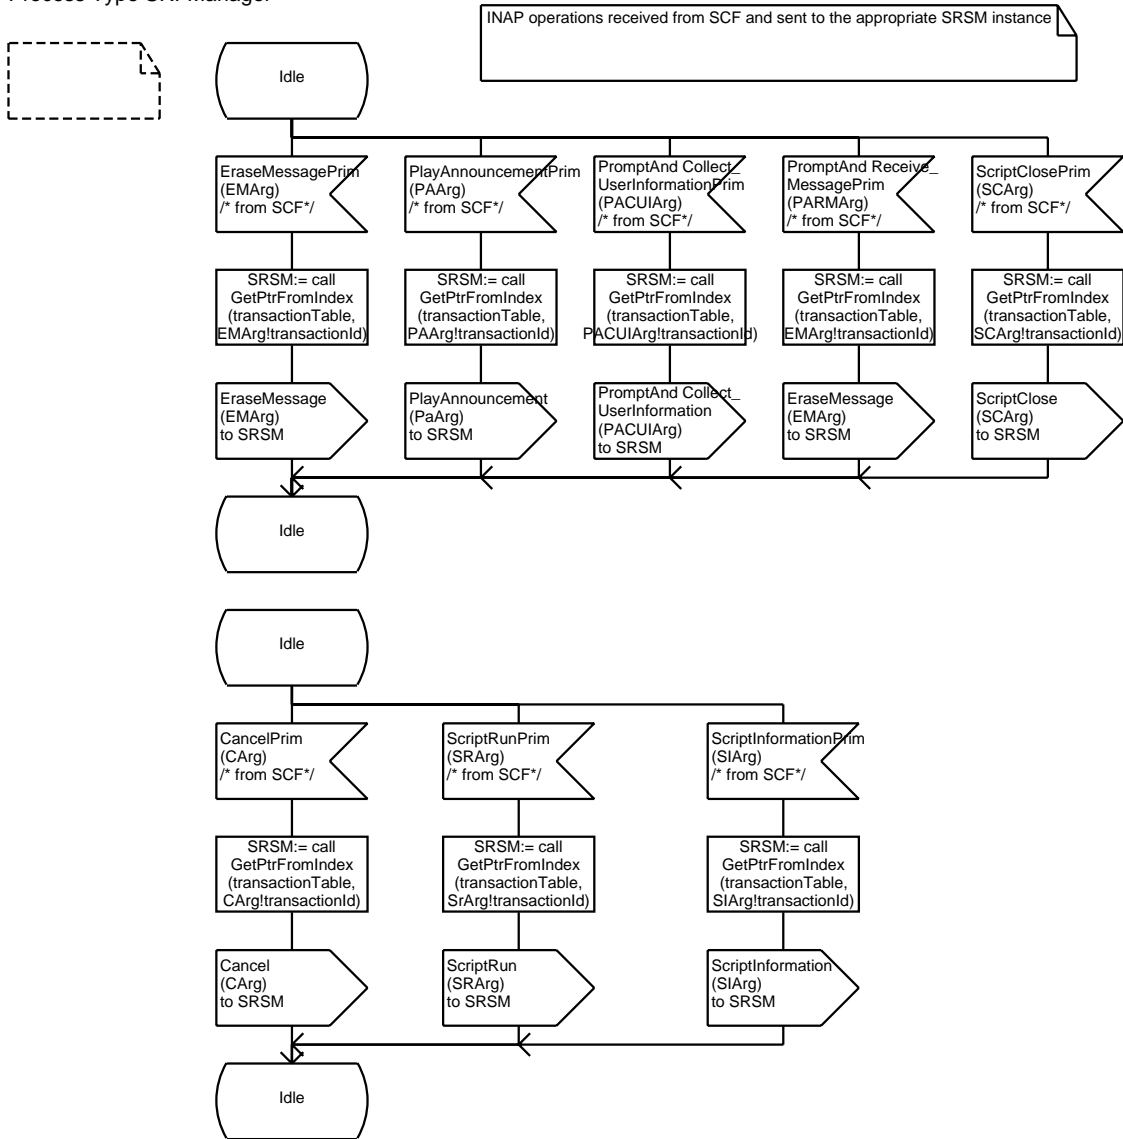 INAP operations received from SCF and sent to the appropriate SRSM instance
Idle
EraseMessagePrim
(EMArg)
/* from SCF*/
PlayAnnouncementPrim
(PAArg)
/* from SCF*/
PromptAnd Collect_
UserInformationPrim
(PACUIArg)
/* from SCF*/
PromptAnd Receive_
MessagePrim
(PARMArg)
/* from SCF*/
ScriptClosePrim
(SCArg)
/* from SCF*/
SRSM:= call
GetPtrFromIndex
(transactionTable,
EMArg!transactionId)
SRSM:= call
GetPtrFromIndex
(transactionTable,
PAArg!transactionId)
SRSM:= call
GetPtrFromIndex
(transactionTable,
PACUIArg!transactionId)
SRSM:= call
GetPtrFromIndex
(transactionTable,
EMArg!transactionId)
SRSM:= call
GetPtrFromIndex
(transactionTable,
SCArg!transactionId)
EraseMessage
(EMArg)
to SRSM
PlayAnnouncement
(PaArg)
to SRSM
PromptAnd Collect_
UserInformation
(PACUIArg)
to SRSM
EraseMessage
(EMArg)
to SRSM
ScriptClose
(SCArg)
to SRSM
Idle
Idle
CancelPrim
(CArg)
/* from SCF*/
ScriptRunPrim
(SRArg)
/* from SCF*/
ScriptInformationPrim
(SIArg)
/* from SCF*/
SRSM:= call
GetPtrFromIndex
(transactionTable,
CArg!transactionId)
SRSM:= call
GetPtrFromIndex
(transactionTable,
SrArg!transactionId)
SRSM:= call
GetPtrFromIndex
(transactionTable,
SIArg!transactionId)
Cancel
(CArg)
to SRSM
ScriptRun
(SRArg)
to SRSM
ScriptInformation
(SIArg)
to SRSM
Idle